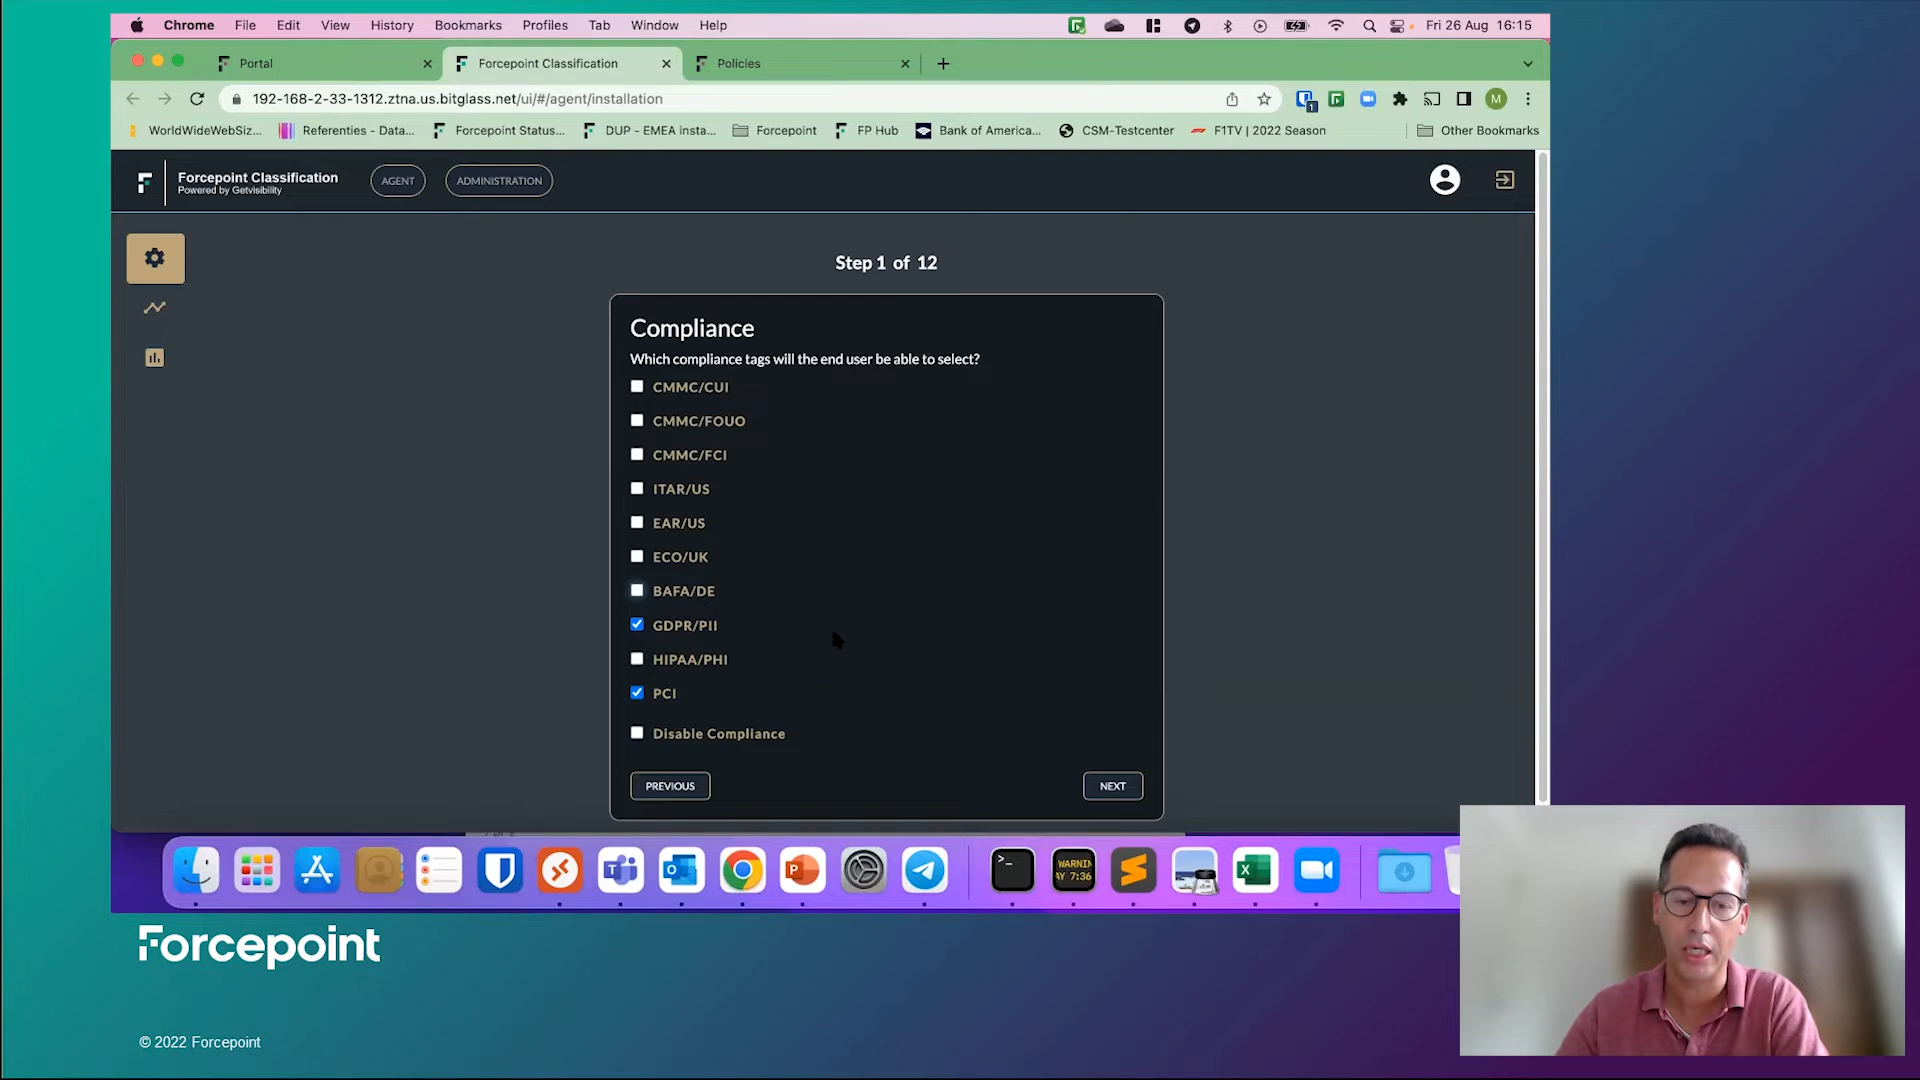 Chrome File Edit View History Bookmarks Profiles Tab Window Help Fri 26 Aug 16:15
Portal Forcepoint Classification Policies
192-168-2-33-1312.ztna.us.bitglass.net/ui/#/agent/installation
1
M
WorldWideWebSiz... Referenties - Data... Forcepoint Status... DUP - EMEA insta... Forcepoint FP Hub Bank of America... CSM-Testcenter F1TV | 2022 Season Other Bookmarks
Forcepoint Classification
Powered by Getvisibility
AGENT
ADMINISTRATION
Step 1 of 12
Compliance
Which compliance tags will the end user be able to select?
CMMC/CUI
CMMC/FOUO
CMMC/FCI
ITAR/US
EAR/US
ECO/UK
BAFA/DE
GDPR/PII
HIPAA/PHI
PCI
Disable Compliance
PREVIOUS
NEXT
WARNIN
AY 7:36
Forcepoint
© 2022 Forcepoint